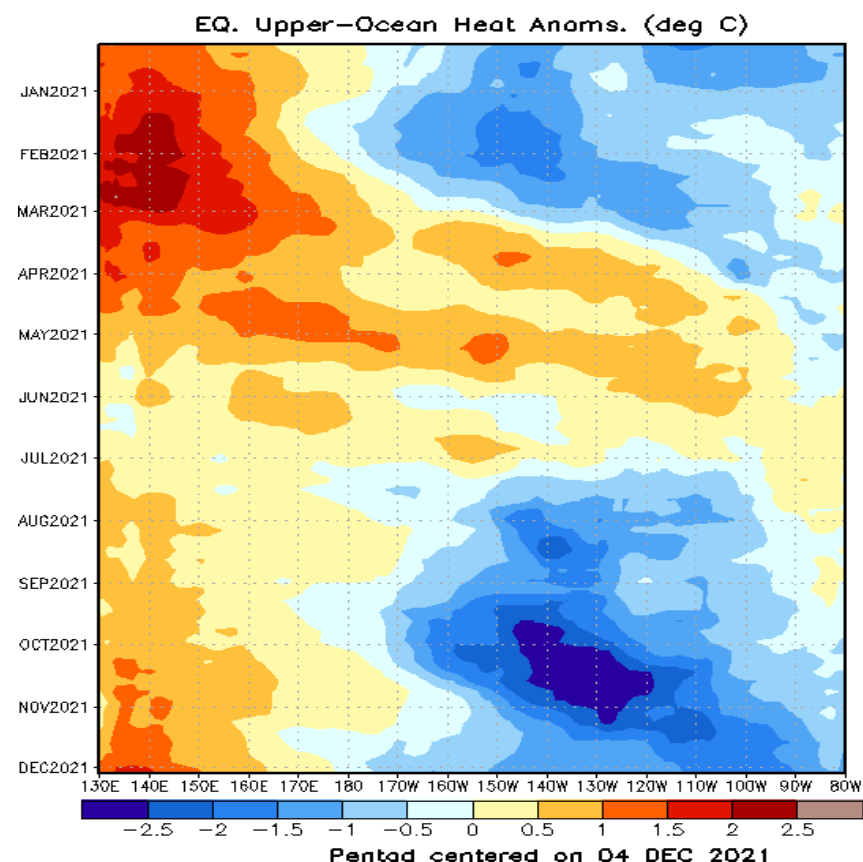 EQ. Upper-Ocean Heat Anoms. (deg C)
JAN2021
FEB2021
MAR2021
APR2021
MAY2021
JUN2021
JUL2021
AUG2021
SEP2021
OCT2021
NOV2021
DEC2021
130E 140E 150E 160E 170E 180 170W 160W 150W 140W 130W 120W 110W 100W 90W 80W
-2.5 -2 -1.5 -1 -0.5 0 0.5 1 1.5 2 2.5
Pentad centered on 04 DEC 2021